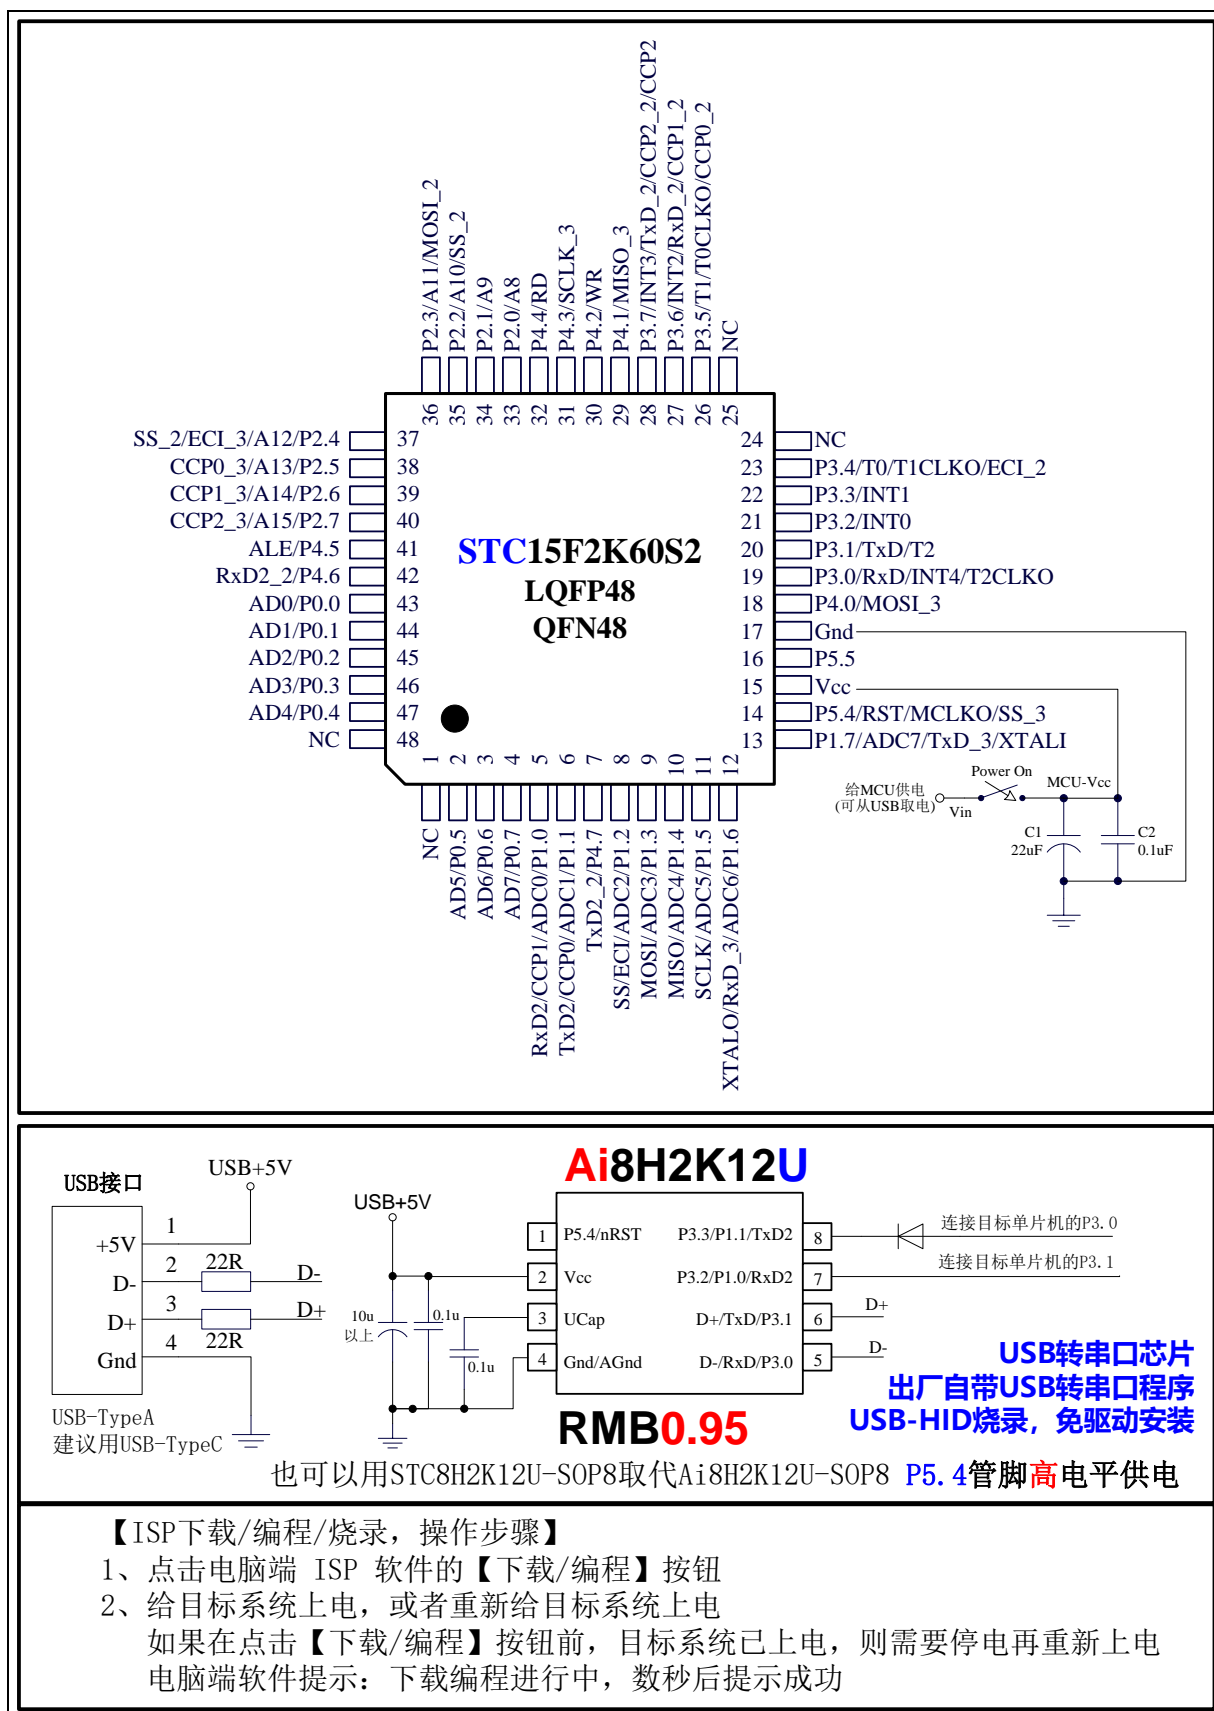 P2.3/A11/MOSI_2
P2.2/A10/SS_2
P2.1/A9
P2.0/A8
P4.4/RD
P4.3/SCLK_3
P4.2/WR
P4.1/MISO_3
P3.7/INT3/TxD_2/CCP2_2/CCP2
P3.6/INT2/RxD_2/CCP1_2
P3.5/T1/T0CLKO/CCP0_2
NC
36 35 34 33 32 31 30 29 28 27 26 25
SS_2/ECI_3/A12/P2.4 37
CCP0_3/A13/P2.5 38
CCP1_3/A14/P2.6 39
CCP2_3/A15/P2.7 40
ALE/P4.5 41
RxD2_2/P4.6 42
AD0/P0.0 43
AD1/P0.1 44
AD2/P0.2 45
AD3/P0.3 46
AD4/P0.4 47
NC 48
STC15F2K60S2
LQFP48
QFN48
24 NC
23 P3.4/T0/T1CLKO/ECI_2
22 P3.3/INT1
21 P3.2/INT0
20 P3.1/TxD/T2
19 P3.0/RxD/INT4/T2CLKO
18 P4.0/MOSI_3
17 Gnd
16 P5.5
15 Vcc
14 P5.4/RST/MCLKO/SS_3
13 P1.7/ADC7/TxD_3/XTALI
1 2 3 4 5 6 7 8 9 10 11 12
NC
AD5/P0.5
AD6/P0.6
AD7/P0.7
RxD2/CCP1/ADC0/P1.0
TxD2/CCP0/ADC1/P1.1
TxD2_2/P4.7
SS/ECI/ADC2/P1.2
MOSI/ADC3/P1.3
MISO/ADC4/P1.4
SCLK/ADC5/P1.5
XTALO/RxD_3/ADC6/P1.6
给MCU供电
(可从USB取电)
Vin
Power On
MCU-Vcc
C1
22uF
C2
0.1uF
USB接口
USB+5V
+5V 1
D- 2 22R D-
D+ 3 22R D+
Gnd 4
USB-TypeA
建议用USB-TypeC
USB+5V
10u
以上
0.1u
0.1u
Ai8H2K12U
1 P5.4/nRST P3.3/P1.1/TxD2 8 连接目标单片机的P3.0
2 Vcc P3.2/P1.0/RxD2 7 连接目标单片机的P3.1
3 UCap D+/TxD/P3.1 6 D+
4 Gnd/AGnd D-/RxD/P3.0 5 D-
RMB0.95
USB转串口芯片
出厂自带USB转串口程序
USB-HID烧录，免驱动安装
也可以用STC8H2K12U-SOP8取代Ai8H2K12U-SOP8 P5.4管脚高电平供电
【ISP下载/编程/烧录，操作步骤】
1、点击电脑端 ISP 软件的【下载/编程】按钮
2、给目标系统上电，或者重新给目标系统上电
如果在点击【下载/编程】按钮前，目标系统已上电，则需要停电再重新上电
电脑端软件提示：下载编程进行中，数秒后提示成功